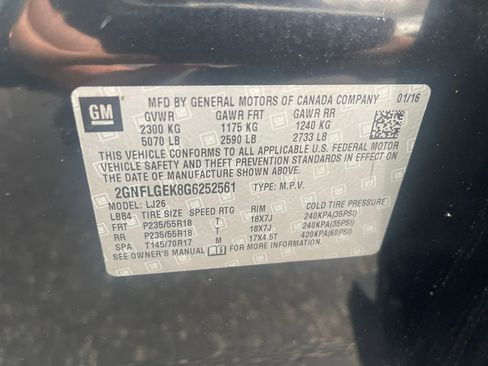 GM
MFD BY GENERAL MOTORS OF CANADA COMPANY 01/16
GVWR GAWR FRT GAWR RR
2300 KG 1175 KG 1240 KG
5070 LB 2590 LB 2733 LB
THIS VEHICLE CONFORMS TO ALL APPLICABLE U.S. FEDERAL MOTOR
VEHICLE SAFETY AND THEFT PREVENTION STANDARDS IN EFFECT
ON THE DATE OF MANUFACTURE SHOWN ABOVE.
2GNFLGEK8G6252561 TYPE: M.P.V.
MODEL: LJ26
LBB4 TIRE SIZE SPEED RTG RIM COLD TIRE PRESSURE
FRT P235/55R18 T 18X7J 240KPA(35PSI)
RR P235/55R18 T 18X7J 240KPA(35PSI)
SPA T145/70R17 M 17X4.5T 420KPA(60PSI)
SEE OWNER'S MANUAL FOR MORE INFORMATION.